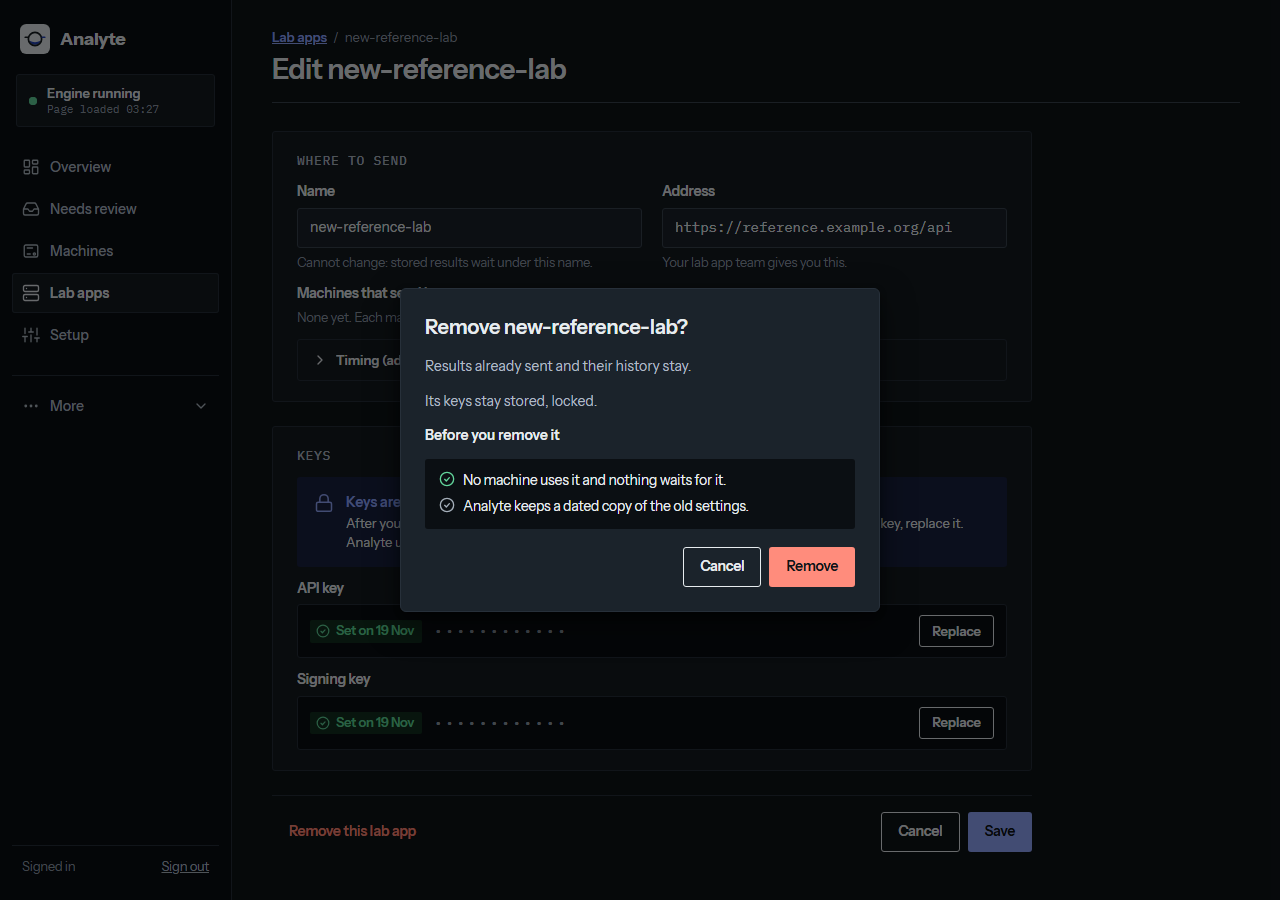 Analyte
Engine running
Page loaded 03:27
Overview
Needs review
Machines
Lab apps
Setup
More
Signed in
Sign out
Lab apps / new-reference-lab
Edit new-reference-lab
WHERE TO SEND
Name
Address
new-reference-lab
https://reference.example.org/api
Cannot change: stored results wait under this name.
Your lab app team gives you this.
Machines that
None yet. Each
Timing
Remove new-reference-lab?
Results already sent and their history stay.
Its keys stay stored, locked.
Before you remove it
No machine uses it and nothing waits for it.
Analyte keeps a dated copy of the old settings.
Cancel
Remove
KEYS
Keys are
After you
key, replace it.
Analyte
API key
Set on 19 Nov
Replace
Signing key
Set on 19 Nov
Replace
Remove this lab app
Cancel
Save